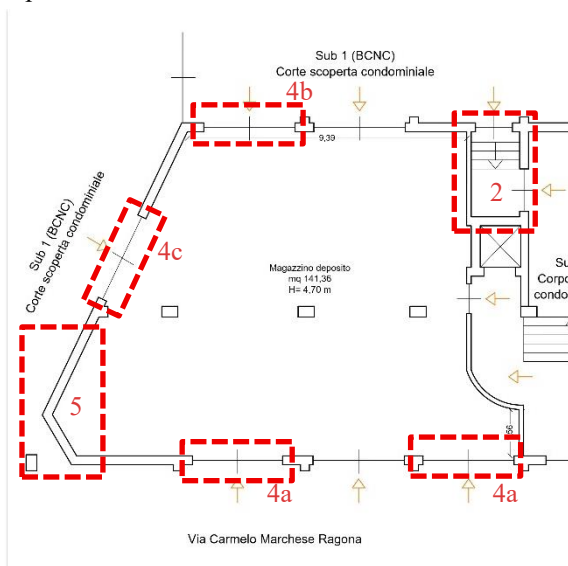 Sub 1 (BCNC)
Corte scoperta condominiale
4b
9,39
2
Sub 1 (BCNC)
Corte scoperta condominiale
4c
Magazzino deposito
mq 141,36
H= 4,70 m
Su
Corpo
condo
5
56
4a
4a
Via Carmelo Marchese Ragona